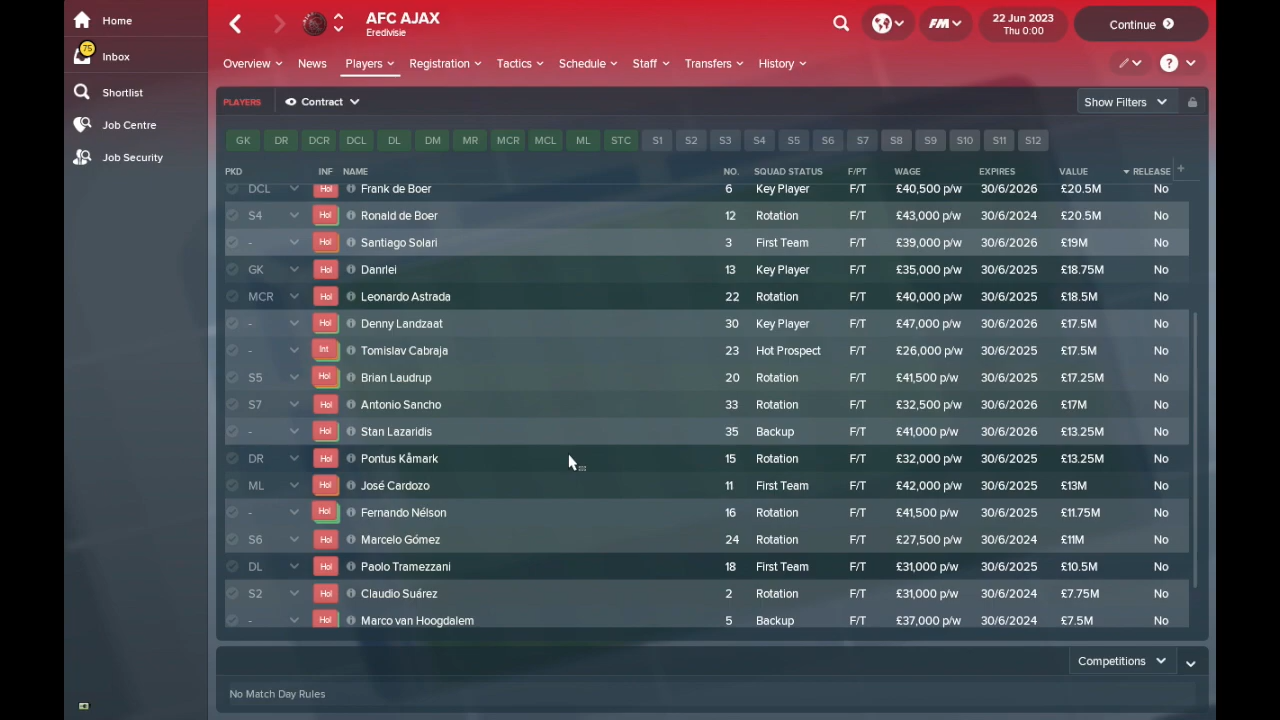 Home
75
Inbox
Shortlist
Job Centre
Job Security
AFC AJAX
Eredivisie
FM
22 Jun 2023
Thu 0:00
Continue
Overview News Players Registration Tactics Schedule Staff Transfers History
?
PLAYERS Contract Show Filters
GK DR DCR DCL DL DM MR MCR MCL ML STC S1 S2 S3 S4 S5 S6 S7 S8 S9 S10 S11 S12
PKD INF NAME NO. SQUAD STATUS F/PT WAGE EXPIRES VALUE RELEASE +
DCL Hol Frank de Boer 6 Key Player F/T £40,500 p/w 30/6/2026 £20.5M No
S4 Hol Ronald de Boer 12 Rotation F/T £43,000 p/w 30/6/2024 £20.5M No
- Hol Santiago Solari 3 First Team F/T £39,000 p/w 30/6/2026 £19M No
GK Hol Danrlei 13 Key Player F/T £35,000 p/w 30/6/2025 £18.75M No
MCR Hol Leonardo Astrada 22 Rotation F/T £40,000 p/w 30/6/2025 £18.5M No
- Hol Denny Landzaat 30 Key Player F/T £47,000 p/w 30/6/2026 £17.5M No
- Int Tomislav Cabraja 23 Hot Prospect F/T £26,000 p/w 30/6/2025 £17.5M No
S5 Hol Brian Laudrup 20 Rotation F/T £41,500 p/w 30/6/2025 £17.25M No
S7 Hol Antonio Sancho 33 Rotation F/T £32,500 p/w 30/6/2026 £17M No
- Hol Stan Lazaridis 35 Backup F/T £41,000 p/w 30/6/2026 £13.25M No
DR Hol Pontus Kåmark 15 Rotation F/T £32,000 p/w 30/6/2025 £13.25M No
ML Hol José Cardozo 11 First Team F/T £42,000 p/w 30/6/2025 £13M No
- Hol Fernando Nélson 16 Rotation F/T £41,500 p/w 30/6/2025 £11.75M No
S6 Hol Marcelo Gómez 24 Rotation F/T £27,500 p/w 30/6/2024 £11M No
DL Hol Paolo Tramezzani 18 First Team F/T £31,000 p/w 30/6/2025 £10.5M No
S2 Hol Claudio Suárez 2 Rotation F/T £31,000 p/w 30/6/2024 £7.75M No
- Hol Marco van Hoogdalem 5 Backup F/T £37,000 p/w 30/6/2024 £7.5M No
Competitions
No Match Day Rules